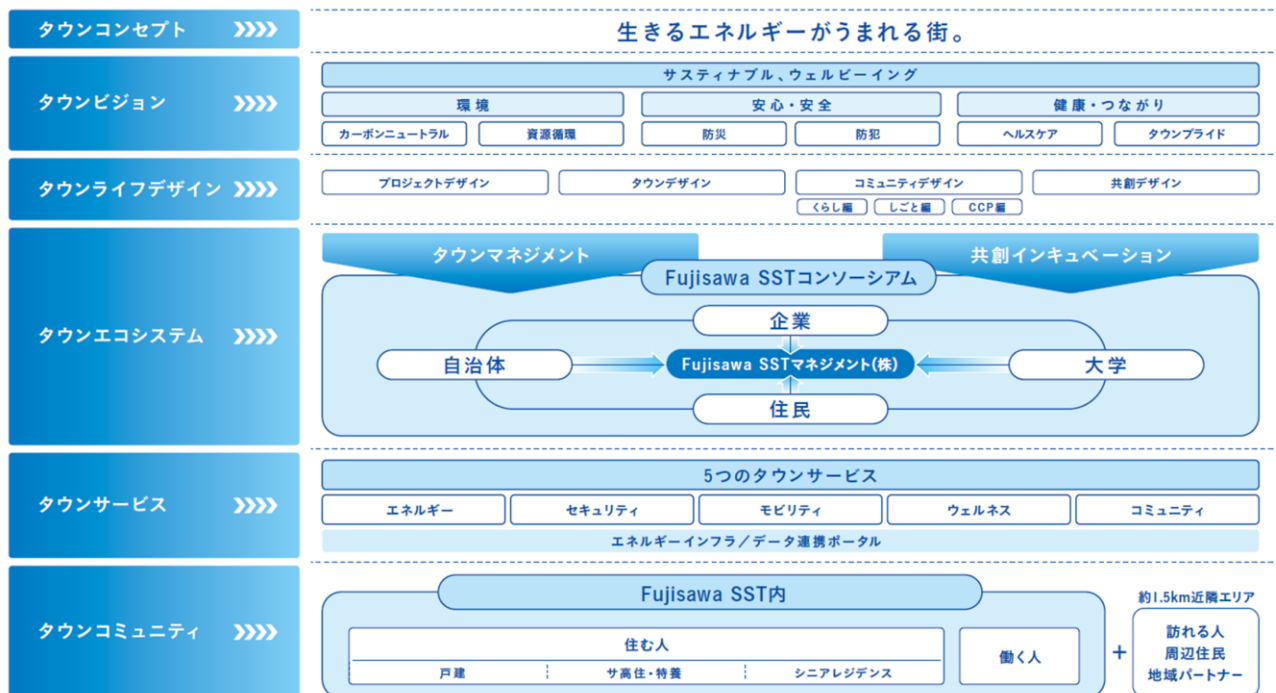 タウンコンセプト
生きるエネルギーがうまれる街。
タウンビジョン
サスティナブル、ウェルビーイング
環境
安心・安全
健康・つながり
カーボンニュートラル
資源循環
防災
防犯
ヘルスケア
タウンプライド
タウンライフデザイン
プロジェクトデザイン
タウンデザイン
コミュニティデザイン
共創デザイン
くらし編
しごと編
CCP編
タウンエコシステム
タウンマネジメント
共創インキュベーション
Fujisawa SSTコンソーシアム
企業
自治体
Fujisawa SSTマネジメント(株)
大学
住民
タウンサービス
5つのタウンサービス
エネルギー
セキュリティ
モビリティ
ウェルネス
コミュニティ
エネルギーインフラ/データ連携ポータル
タウンコミュニティ
Fujisawa SST内
住む人
戸建
サ高住・特養
シニアレジデンス
働く人
+
約1.5km近隣エリア
訪れる人
周辺住民
地域パートナー